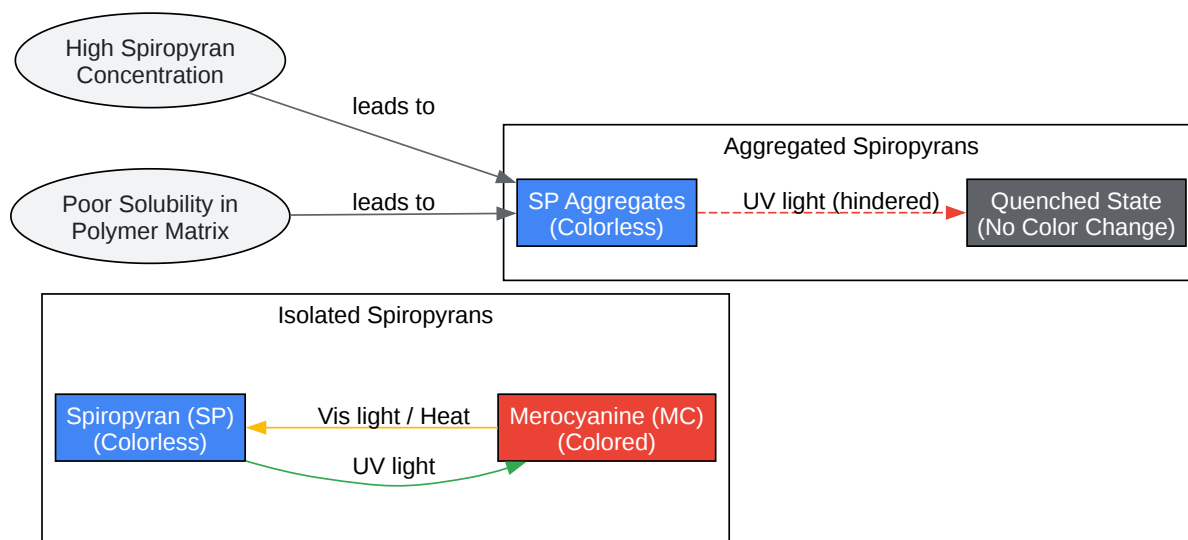 High Spiropyran
Concentration
leads to
Aggregated Spiropyrans
Poor Solubility in
Polymer Matrix
leads to
SP Aggregates
(Colorless)
UV light (hindered)
Quenched State
(No Color Change)
Isolated Spiropyrans
Spiropyran (SP)
(Colorless)
Vis light / Heat
Merocyanine (MC)
(Colored)
UV light